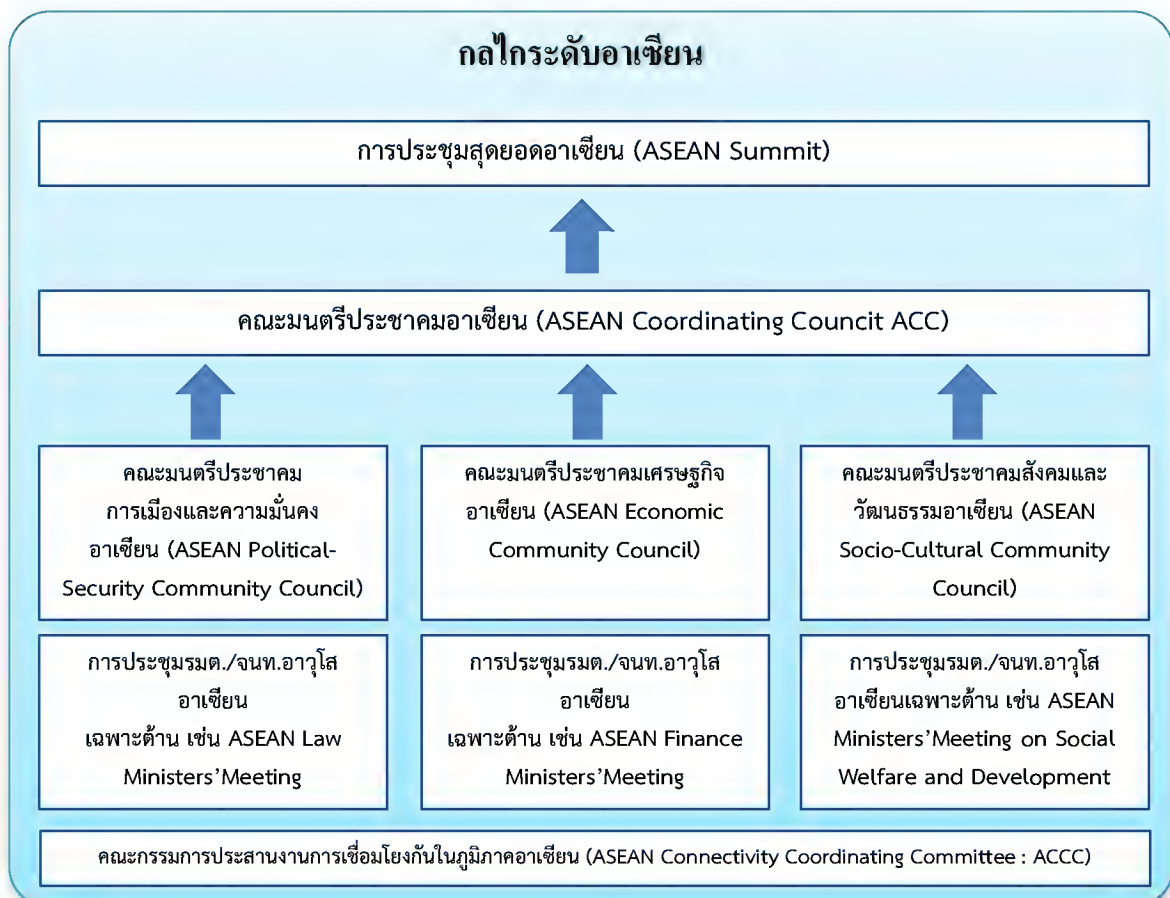 กลไกระดับอาเซียน
การประชุมสุดยอดอาเซียน (ASEAN Summit)
คณะมนตรีประชาคมอาเซียน (ASEAN Coordinating Councit ACC)
คณะมนตรีประชาคม
การเมืองและความมั่นคง
อาเซียน (ASEAN Political-
Security Community Council)
คณะมนตรีประชาคมเศรษฐกิจ
อาเซียน (ASEAN Economic
Community Council)
คณะมนตรีประชาคมสังคมและ
วัฒนธรรมอาเซียน (ASEAN
Socio-Cultural Community
Council)
การประชุมรมต./จนท.อาวุโส
อาเซียน
เฉพาะด้าน เช่น ASEAN Law
Ministers’Meeting
การประชุมรมต./จนท.อาวุโส
อาเซียน
เฉพาะด้าน เช่น ASEAN Finance
Ministers’Meeting
การประชุมรมต./จนท.อาวุโส
อาเซียนเฉพาะด้าน เช่น ASEAN
Ministers’Meeting on Social
Welfare and Development
คณะกรรมการประสานงานการเชื่อมโยงกันในภูมิภาคอาเซียน (ASEAN Connectivity Coordinating Committee : ACCC)